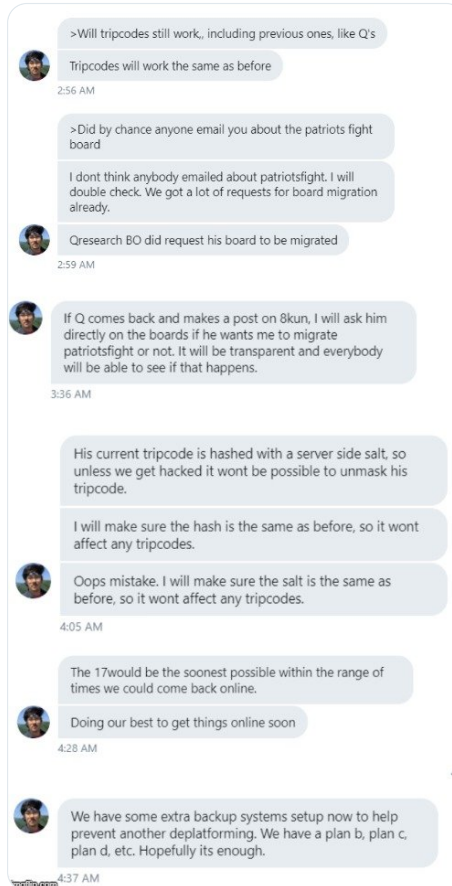 >Will tripcodes still work,, including previous ones, like Q's
Tripcodes will work the same as before
2:56 AM
>Did by chance anyone email you about the patriots fight
board
I dont think anybody emailed about patriotsfight. I will
double check. We got a lot of requests for board migration
already.
Qresearch BO did request his board to be migrated
2:59 AM
If Q comes back and makes a post on 8kun, I will ask him
directly on the boards if he wants me to migrate
patriotsfight or not. It will be transparent and everybody
will be able to see if that happens.
3:36 AM
His current tripcode is hashed with a server side salt, so
unless we get hacked it wont be possible to unmask his
tripcode.
I will make sure the hash is the same as before, so it wont
affect any tripcodes.
Oops mistake. I will make sure the salt is the same as
before, so it wont affect any tripcodes.
4:05 AM
The 17would be the soonest possible within the range of
times we could come back online.
Doing our best to get things online soon
4:28 AM
We have some extra backup systems setup now to help
prevent another deplatforming. We have a plan b, plan c,
plan d, etc. Hopefully its enough.
4:37 AM